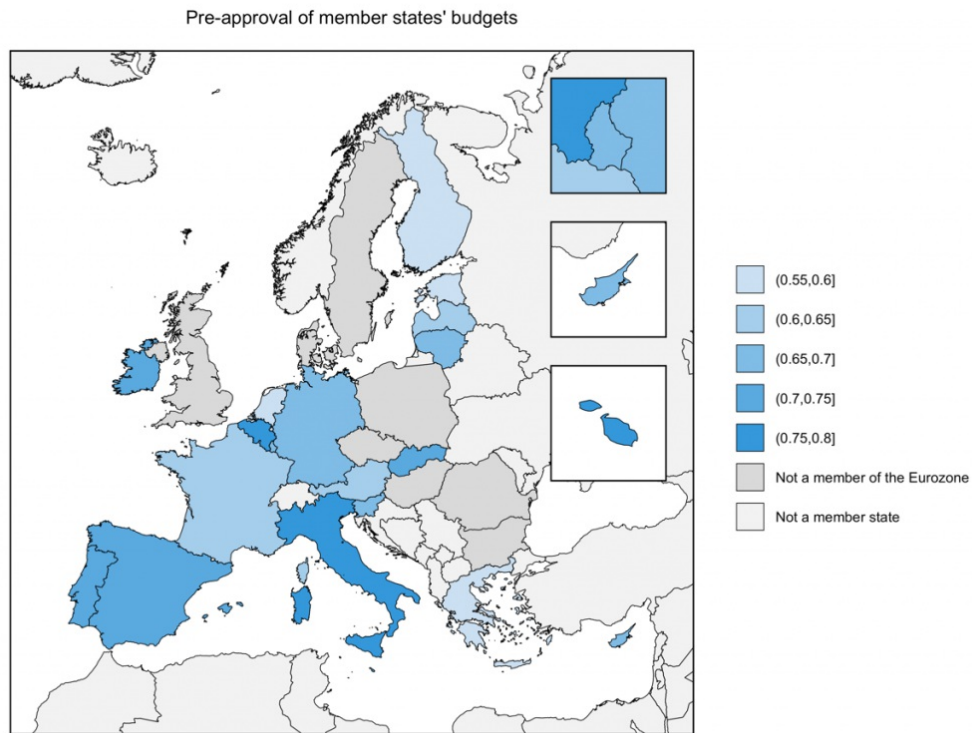 Pre-approval of member states' budgets
(0.55,0.6]
(0.6,0.65]
(0.65,0.7]
(0.7,0.75]
(0.75,0.8]
Not a member of the Eurozone
Not a member state